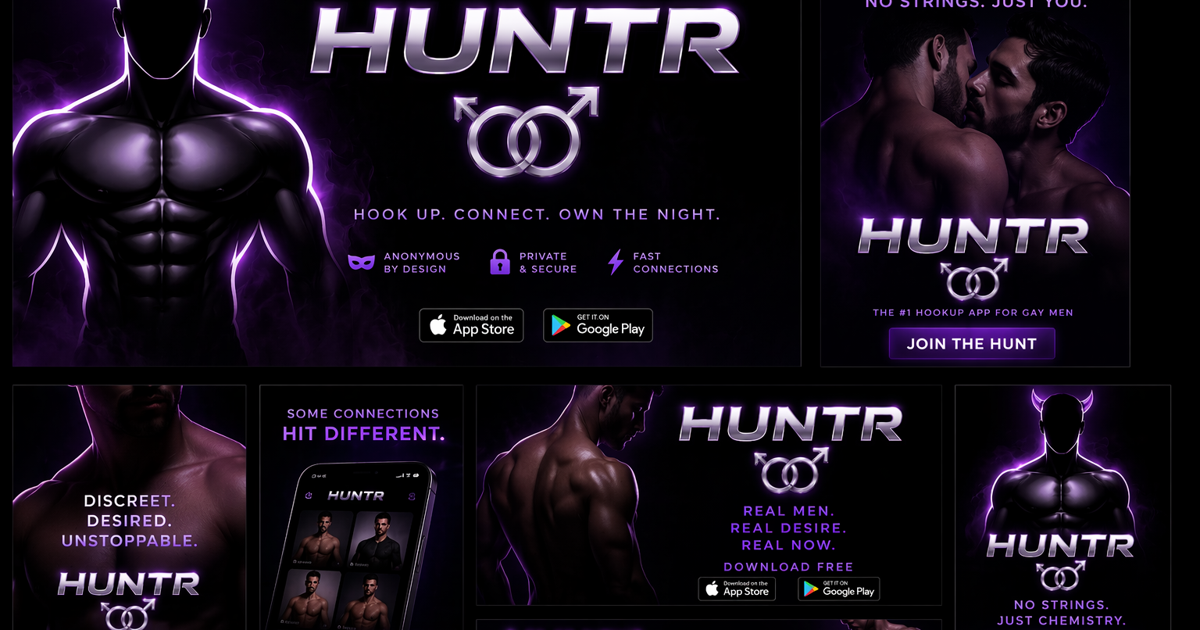 HUNTR
HOOK UP. CONNECT. OWN THE NIGHT.
ANONYMOUS
BY DESIGN
PRIVATE
& SECURE
FAST
CONNECTIONS
Download on the
App Store
GET IT ON
Google Play
NO STRINGS. JUST YOU.
HUNTR
THE #1 HOOKUP APP FOR GAY MEN
JOIN THE HUNT
DISCREET.
DESIRED.
UNSTOPPABLE.
HUNTR
SOME CONNECTIONS
HIT DIFFERENT.
HUNTR
HUNTR
REAL MEN.
REAL DESIRE.
REAL NOW.
DOWNLOAD FREE
Download on the
App Store
GET IT ON
Google Play
HUNTR
NO STRINGS.
JUST CHEMISTRY.